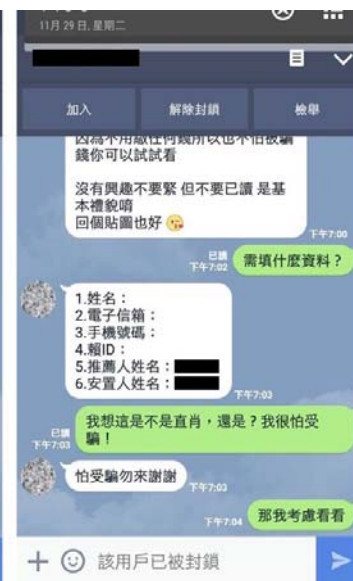 11月 29 日, 星期二
加入
解除封鎖
檢舉
因為不用繳任何錢所以也不怕被騙
錢你可以試試看
沒有興趣不要緊 但不要已讀 是基
本禮貌唷
回個貼圖也好
下午7:00
已讀
下午7:02
需填什麼資料？
1.姓名：
2.電子信箱：
3.手機號碼：
4.賴ID：
5.推薦人姓名：
6.安置人姓名：
下午7:03
已讀
下午7:03
我想這是不是直肖，還是？我很怕受
騙！
怕受騙勿來謝謝
下午7:03
下午7:04
那我考慮看看
該用戶已被封鎖